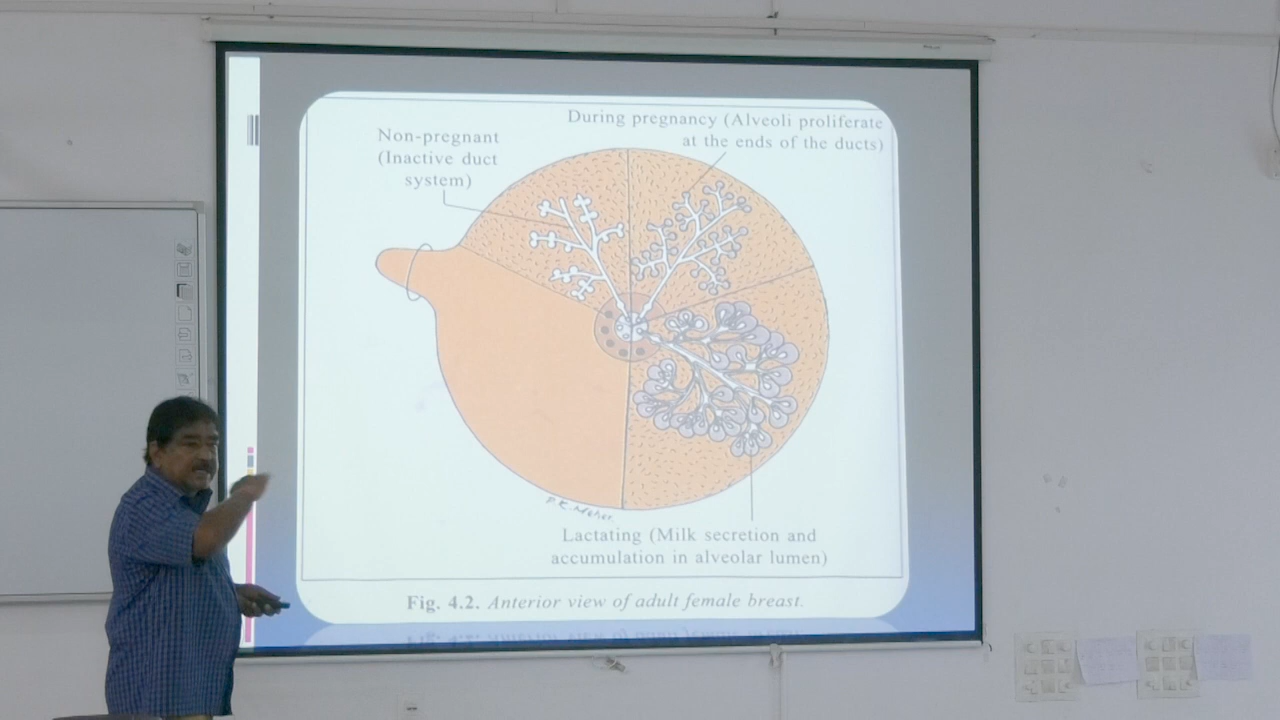 During pregnancy (Alveoli proliferate
at the ends of the ducts)
Non-pregnant
(Inactive duct
system)
P.K. Meher.
Lactating (Milk secretion and
accumulation in alveolar lumen)
Fig. 4.2. Anterior view of adult female breast.